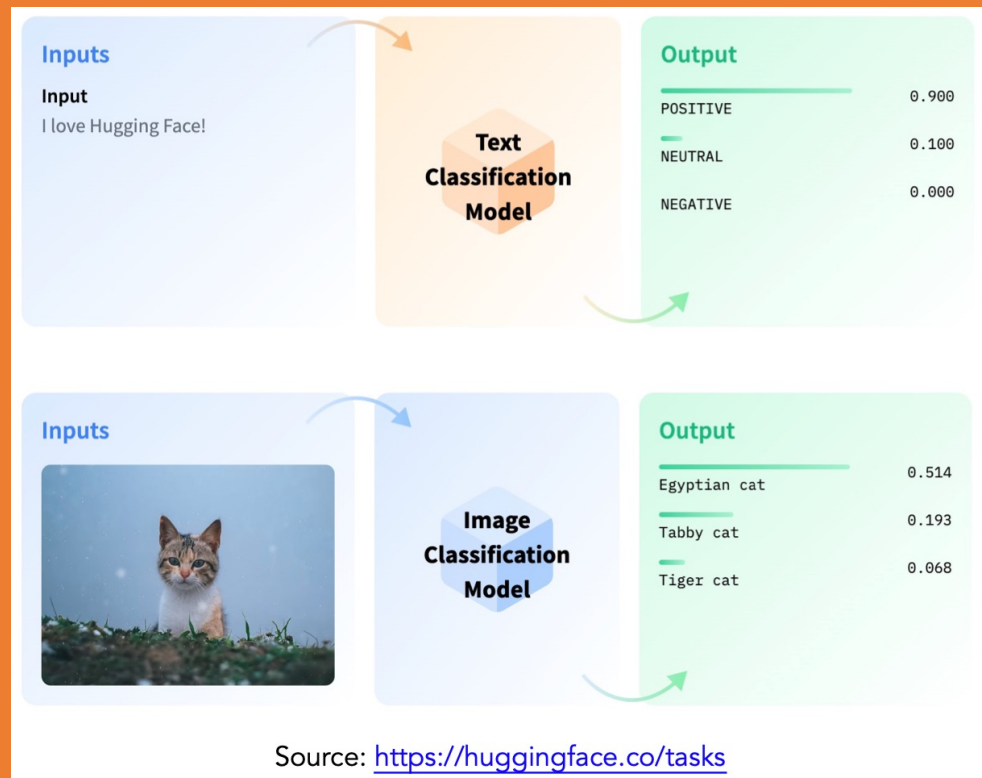 Inputs
Input
I love Hugging Face!
Text
Classification
Model
Output
POSITIVE 0.900
NEUTRAL 0.100
NEGATIVE 0.000
Inputs
Image
Classification
Model
Output
Egyptian cat 0.514
Tabby cat 0.193
Tiger cat 0.068
Source: https://huggingface.co/tasks